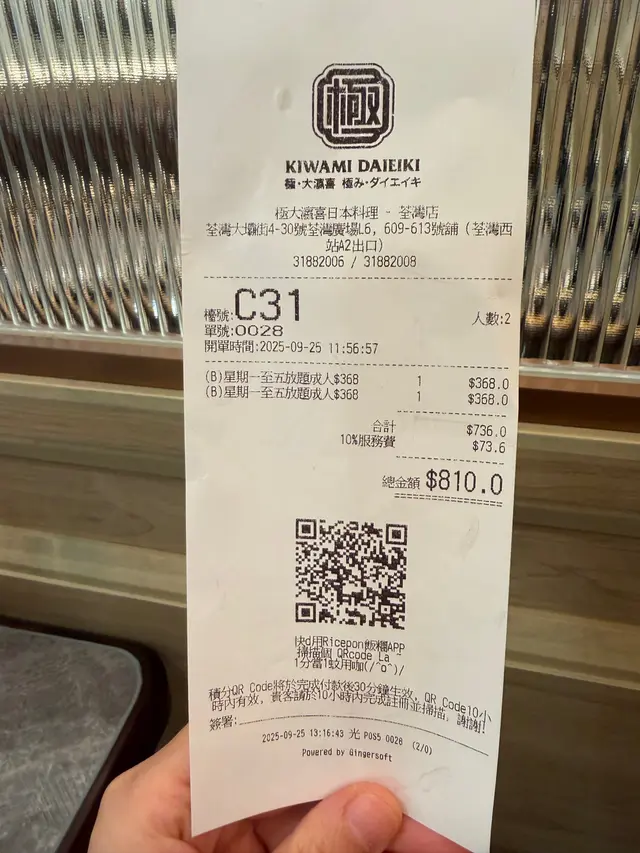 極
KIWAMI DAIEIKI
極・大瀛喜 極み・ダイエイキ
極大瀛喜日本料理 - 荃灣店
荃灣大壩街4-30號荃灣廣場L6, 609-613號舖 (荃灣西
站A2出口)
31882006 / 31882008
檯號:C31 人數:2
單號:0028
開單時間:2025-09-25 11:56:57
(B)星期一至五放題成人$368 1 $368.0
(B)星期一至五放題成人$368 1 $368.0
合計 $736.0
10%服務費 $73.6
總金額 $810.0
快d用Ricepon飯糰APP
掃描個 QRcode La ~
1分當1蚊用咖(/^o^)/
積分QR Code將於完成付款後30分鐘生效, QR Code10小
時內有效, 貴客請於10小時內完成註冊並掃描, 謝謝!
簽署:
2025-09-25 13:16:43 光 POS5 0028 (2/0)
Powered by Gingersoft